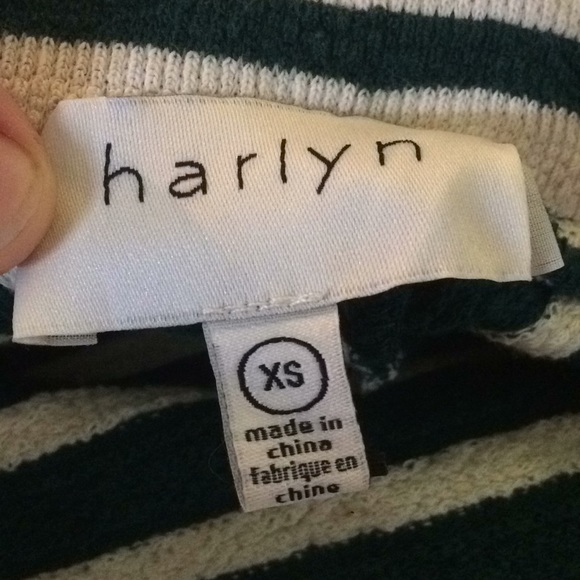 harlyn
XS
made in
china
fabrique en
chine